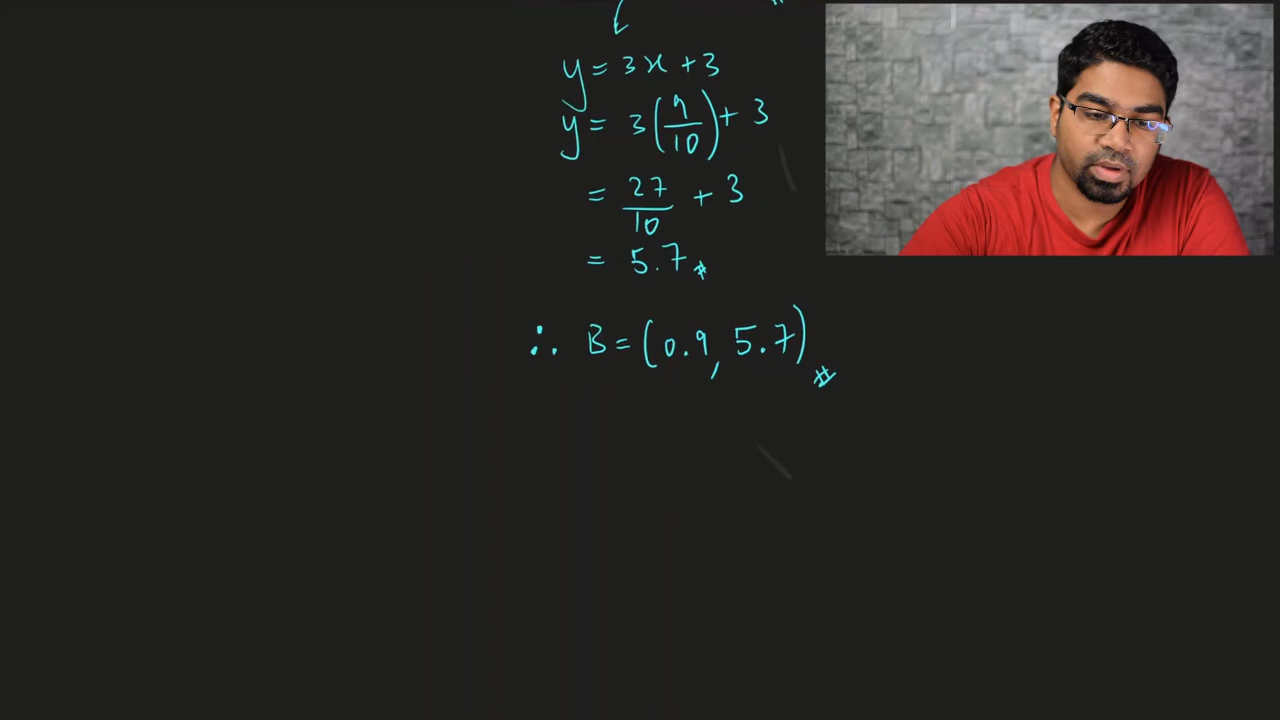 y = 3x + 3
y = 3(9/10) + 3
= 27/10 + 3
= 5.7 #
∴ B = (0.9, 5.7) #